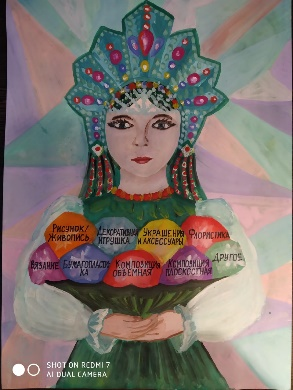 РИСУНОК/
ЖИВОПИСЬ
ДЕКОРАТИВНАЯ
ИГРУШКА
УКРАШЕНИЯ
И АКСЕССУАРЫ
ФЛОРИСТИКА
ВЯЗАНИЕ
БУМАГОПЛАСТИ
КА
КОМПОЗИЦИЯ
ОБЪЕМНАЯ
КОМПОЗИЦИЯ
ПЛОСКОСТНАЯ
ДРУГОЕ
SHOT ON REDMI 7
AI DUAL CAMERA